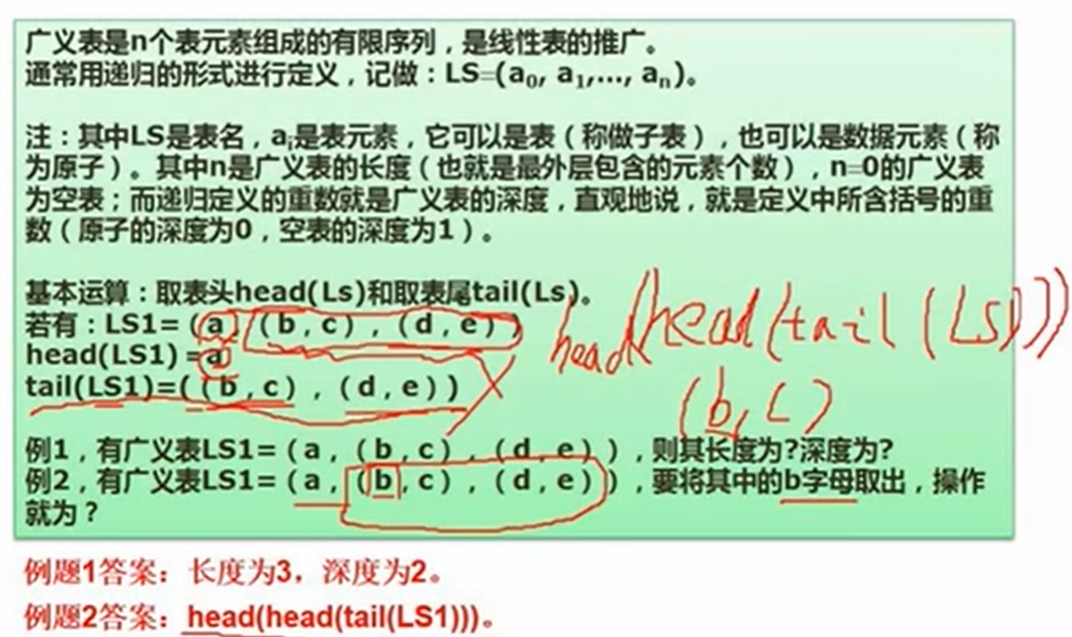 广义表是n个表元素组成的有限序列，是线性表的推广。
通常用递归的形式进行定义，记做：LS=(a₀, a₁,…, aₙ)。
注：其中LS是表名，aᵢ是表元素，它可以是表（称做子表），也可以是数据元素（称
为原子）。其中n是广义表的长度（也就是最外层包含的元素个数），n=0的广义表
为空表；而递归定义的重数就是广义表的深度，直观地说，就是定义中所含括号的重
数（原子的深度为0，空表的深度为1）。
基本运算：取表头head(Ls)和取表尾tail(Ls)。
若有：LS1=（a，（b，c），（d，e））
head(LS1)=a
tail(LS1)=(（b，c），（d，e））
head(head(tail(LS)))
(b,c)
例1，有广义表LS1=（a，（b，c），（d，e）），则其长度为?深度为?
例2，有广义表LS1=（a，（b，c），（d，e）），要将其中的b字母取出，操作
就为？
例题1答案：长度为3，深度为2。
例题2答案：head(head(tail(LS1)))。